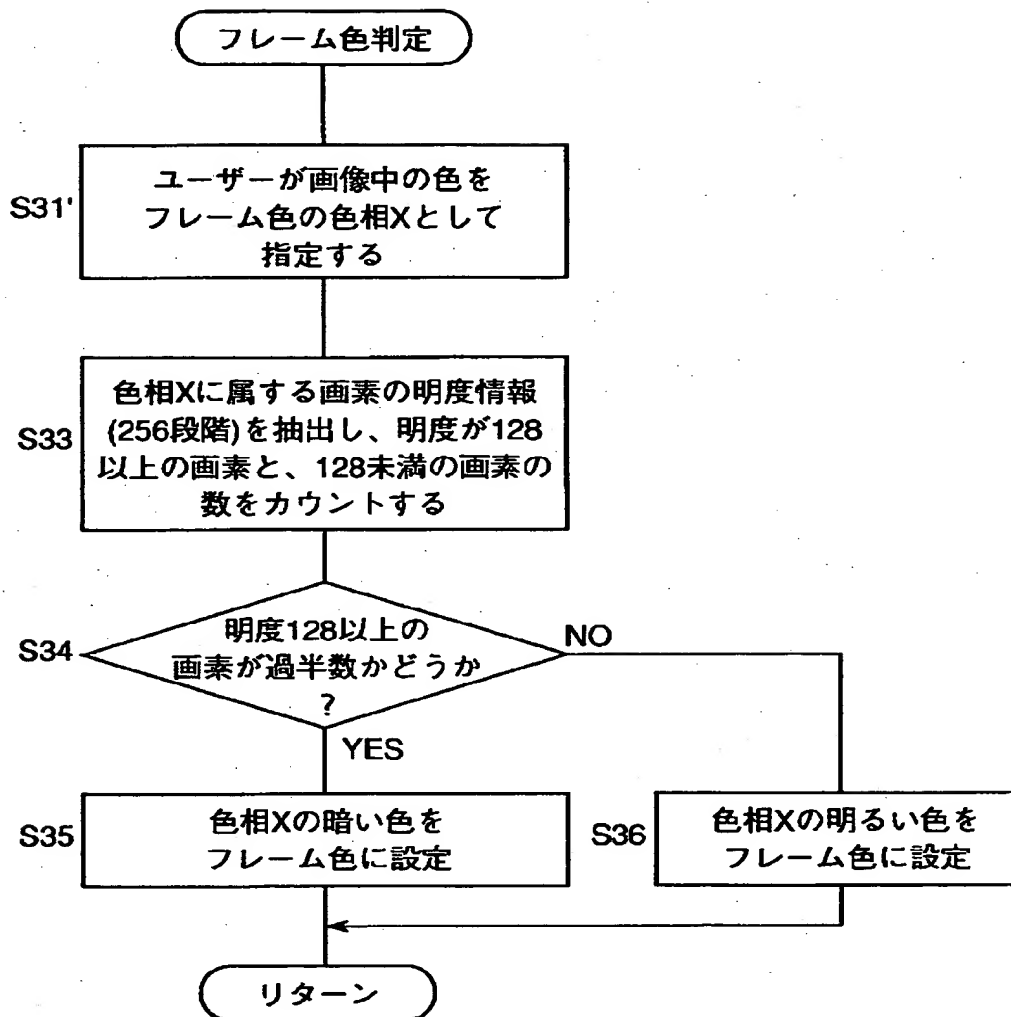 フレーム色判定
S31'
ユーザーが画像中の色を
フレーム色の色相Xとして
指定する
S33
色相Xに属する画素の明度情報
(256段階)を抽出し、明度が128
以上の画素と、128未満の画素の
数をカウントする
S34
明度128以上の
画素が過半数かどうか
?
NO
YES
S35
色相Xの暗い色を
フレーム色に設定
S36
色相Xの明るい色を
フレーム色に設定
リターン